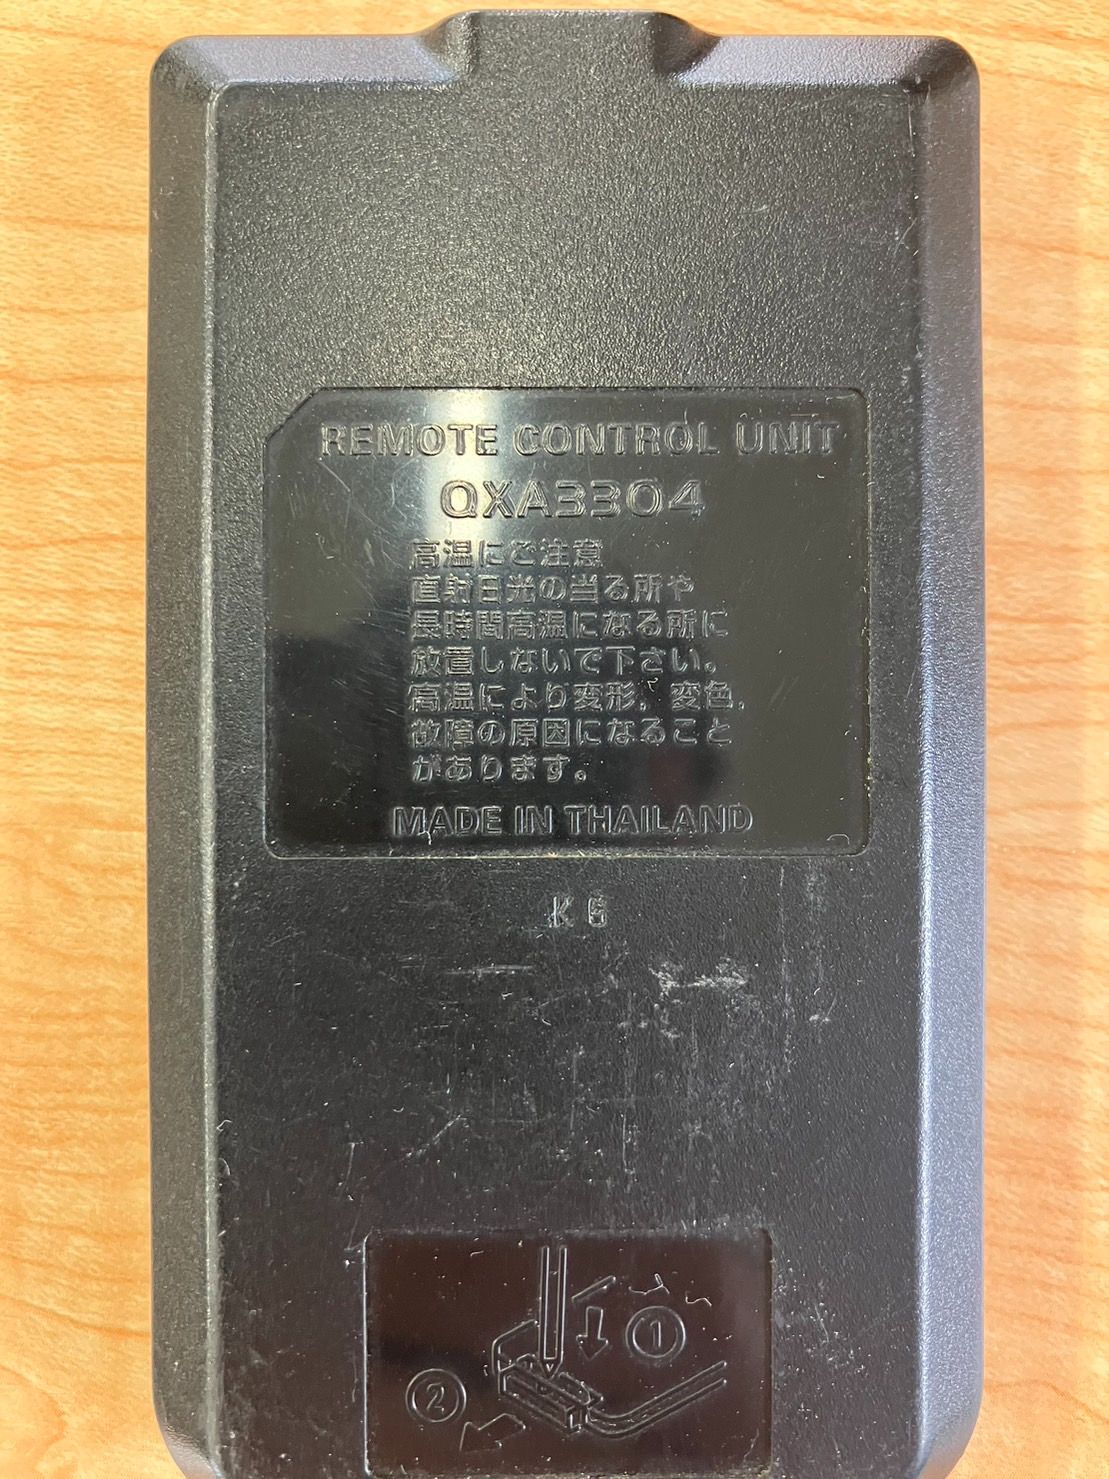 REMOTE CONTROL UNIT
QXA3304
高温にご注意
直射日光の当る所や
長時間高温になる所に
放置しないで下さい。
高温により変形、変色、
故障の原因になること
があります。
MADE IN THAILAND
K 6
①
②